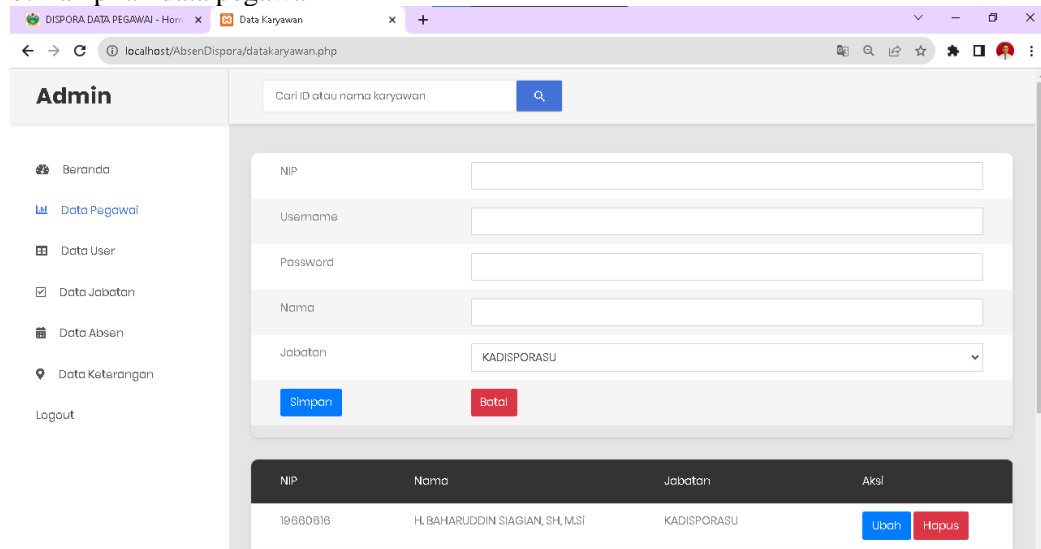 DISPORA DATA PEGAWAI - Hom
Data Karyawan
localhost/AbsenDispora/datakaryawan.php
Admin
Cari ID atau nama karyawan
Beranda
Data Pegawai
Data User
Data Jabatan
Data Absen
Data Keterangan
Logout
NIP
Username
Password
Nama
Jabatan KADISPORASU
Simpan Batal
NIP Nama Jabatan Aksi
19660616 H. BAHARUDDIN SIAGIAN, SH, M.Si KADISPORASU Ubah Hapus